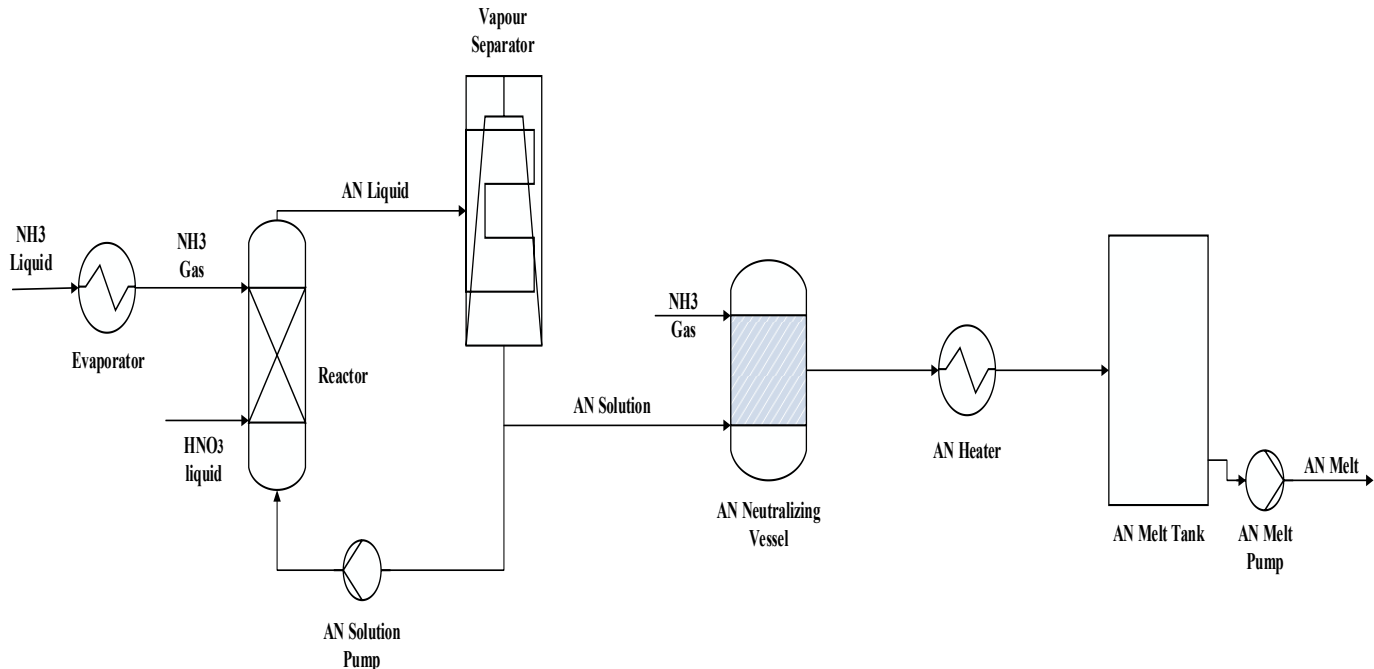 Vapour
Separator
AN Liquid
NH3
Liquid
NH3
Gas
Evaporator
Reactor
HNO3
liquid
AN Solution
Pump
AN Solution
NH3
Gas
AN Neutralizing
Vessel
AN Heater
AN Melt Tank
AN Melt
Pump
AN Melt